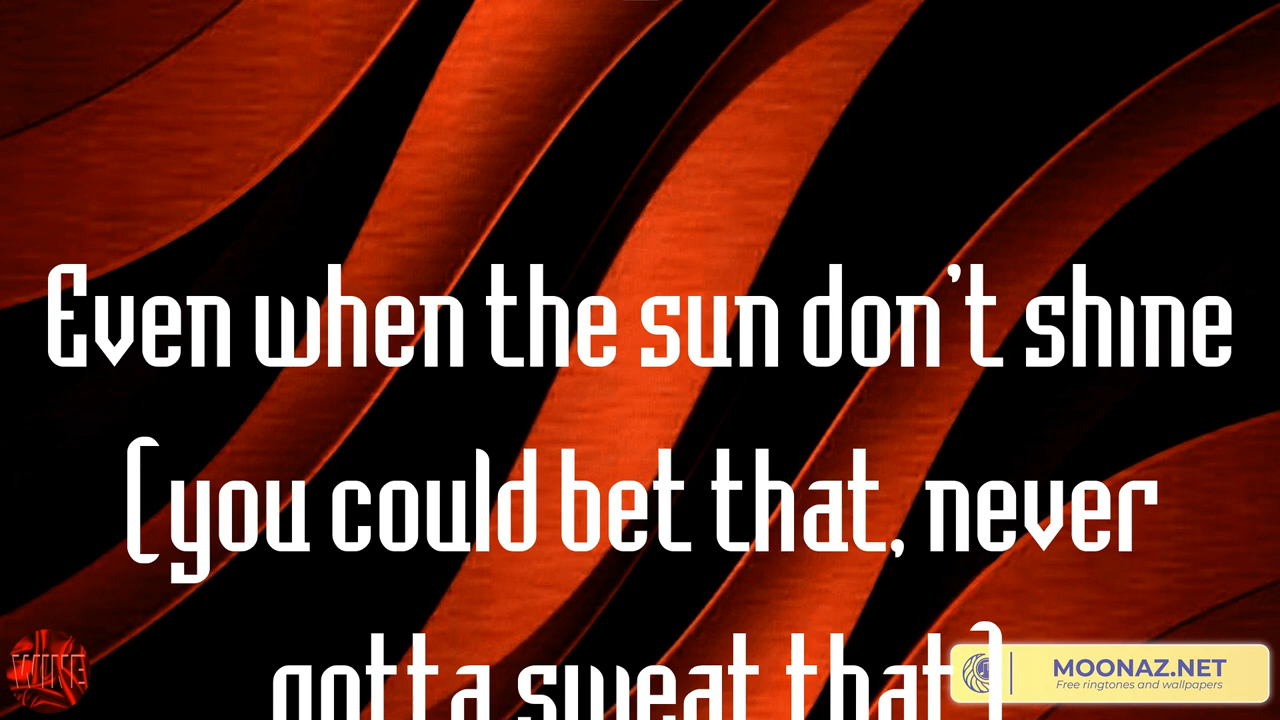 Even when the sun don't shine
(you could bet that, never
gotta sweat that)
WING
MOONAZ.NET
Free ringtones and wallpapers